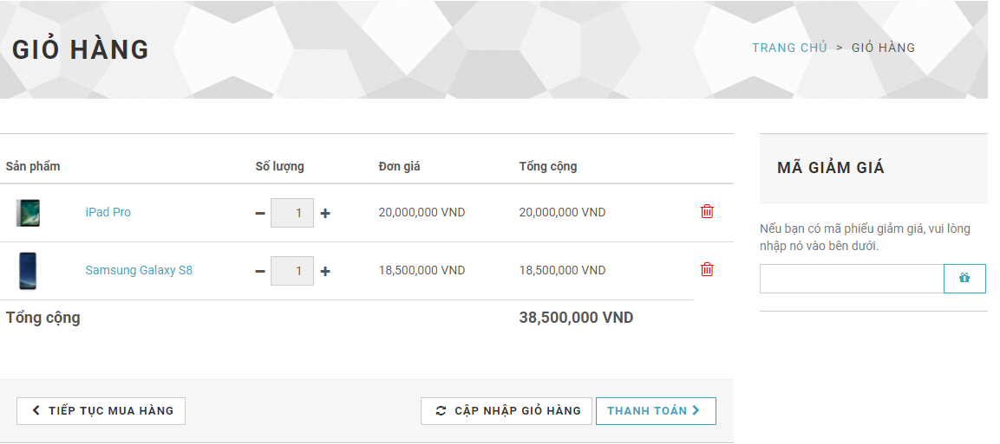 GIỎ HÀNG
TRANG CHỦ > GIỎ HÀNG
Sản phẩm Số lượng Đơn giá Tổng cộng
iPad Pro 1 20,000,000 VND 20,000,000 VND
Samsung Galaxy S8 1 18,500,000 VND 18,500,000 VND
Tổng cộng 38,500,000 VND
TIẾP TỤC MUA HÀNG
CẬP NHẬP GIỎ HÀNG
THANH TOÁN
MÃ GIẢM GIÁ
Nếu bạn có mã phiếu giảm giá, vui lòng
nhập nó vào bên dưới.